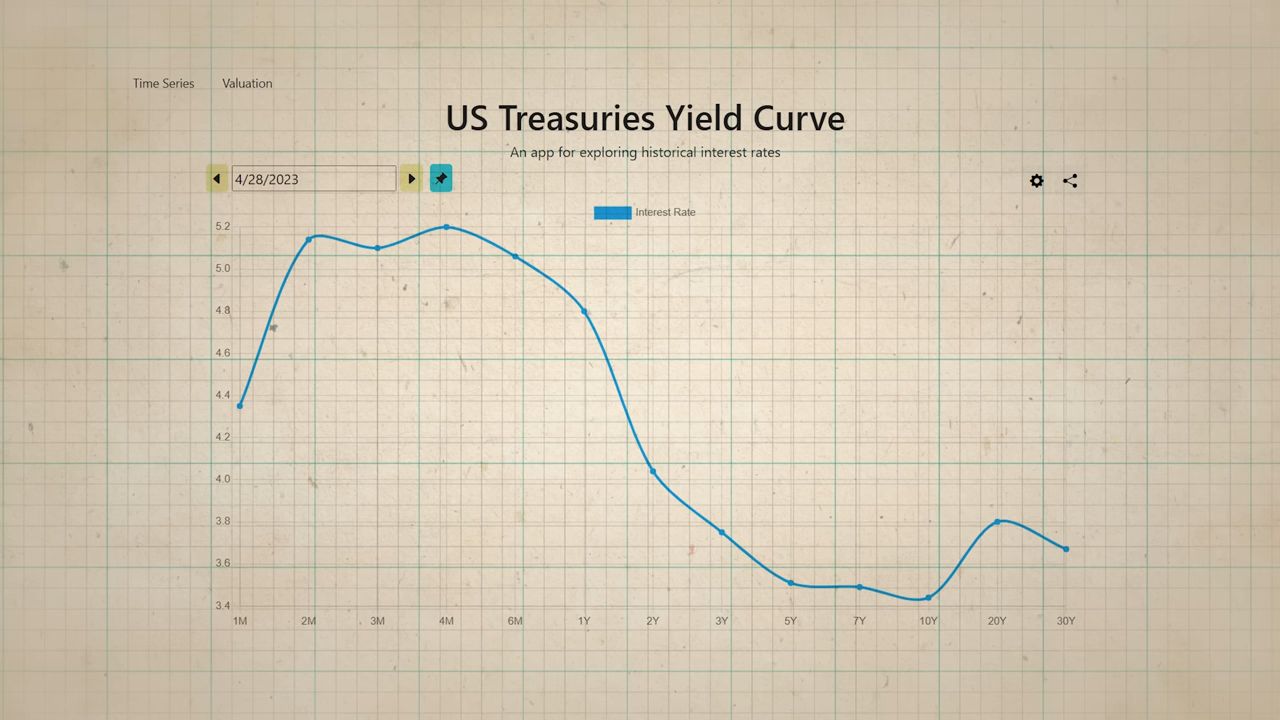 Time Series Valuation
US Treasuries Yield Curve
An app for exploring historical interest rates
4/28/2023
Interest Rate
5.2
5.0
4.8
4.6
4.4
4.2
4.0
3.8
3.6
3.4
1M 2M 3M 4M 6M 1Y 2Y 3Y 5Y 7Y 10Y 20Y 30Y